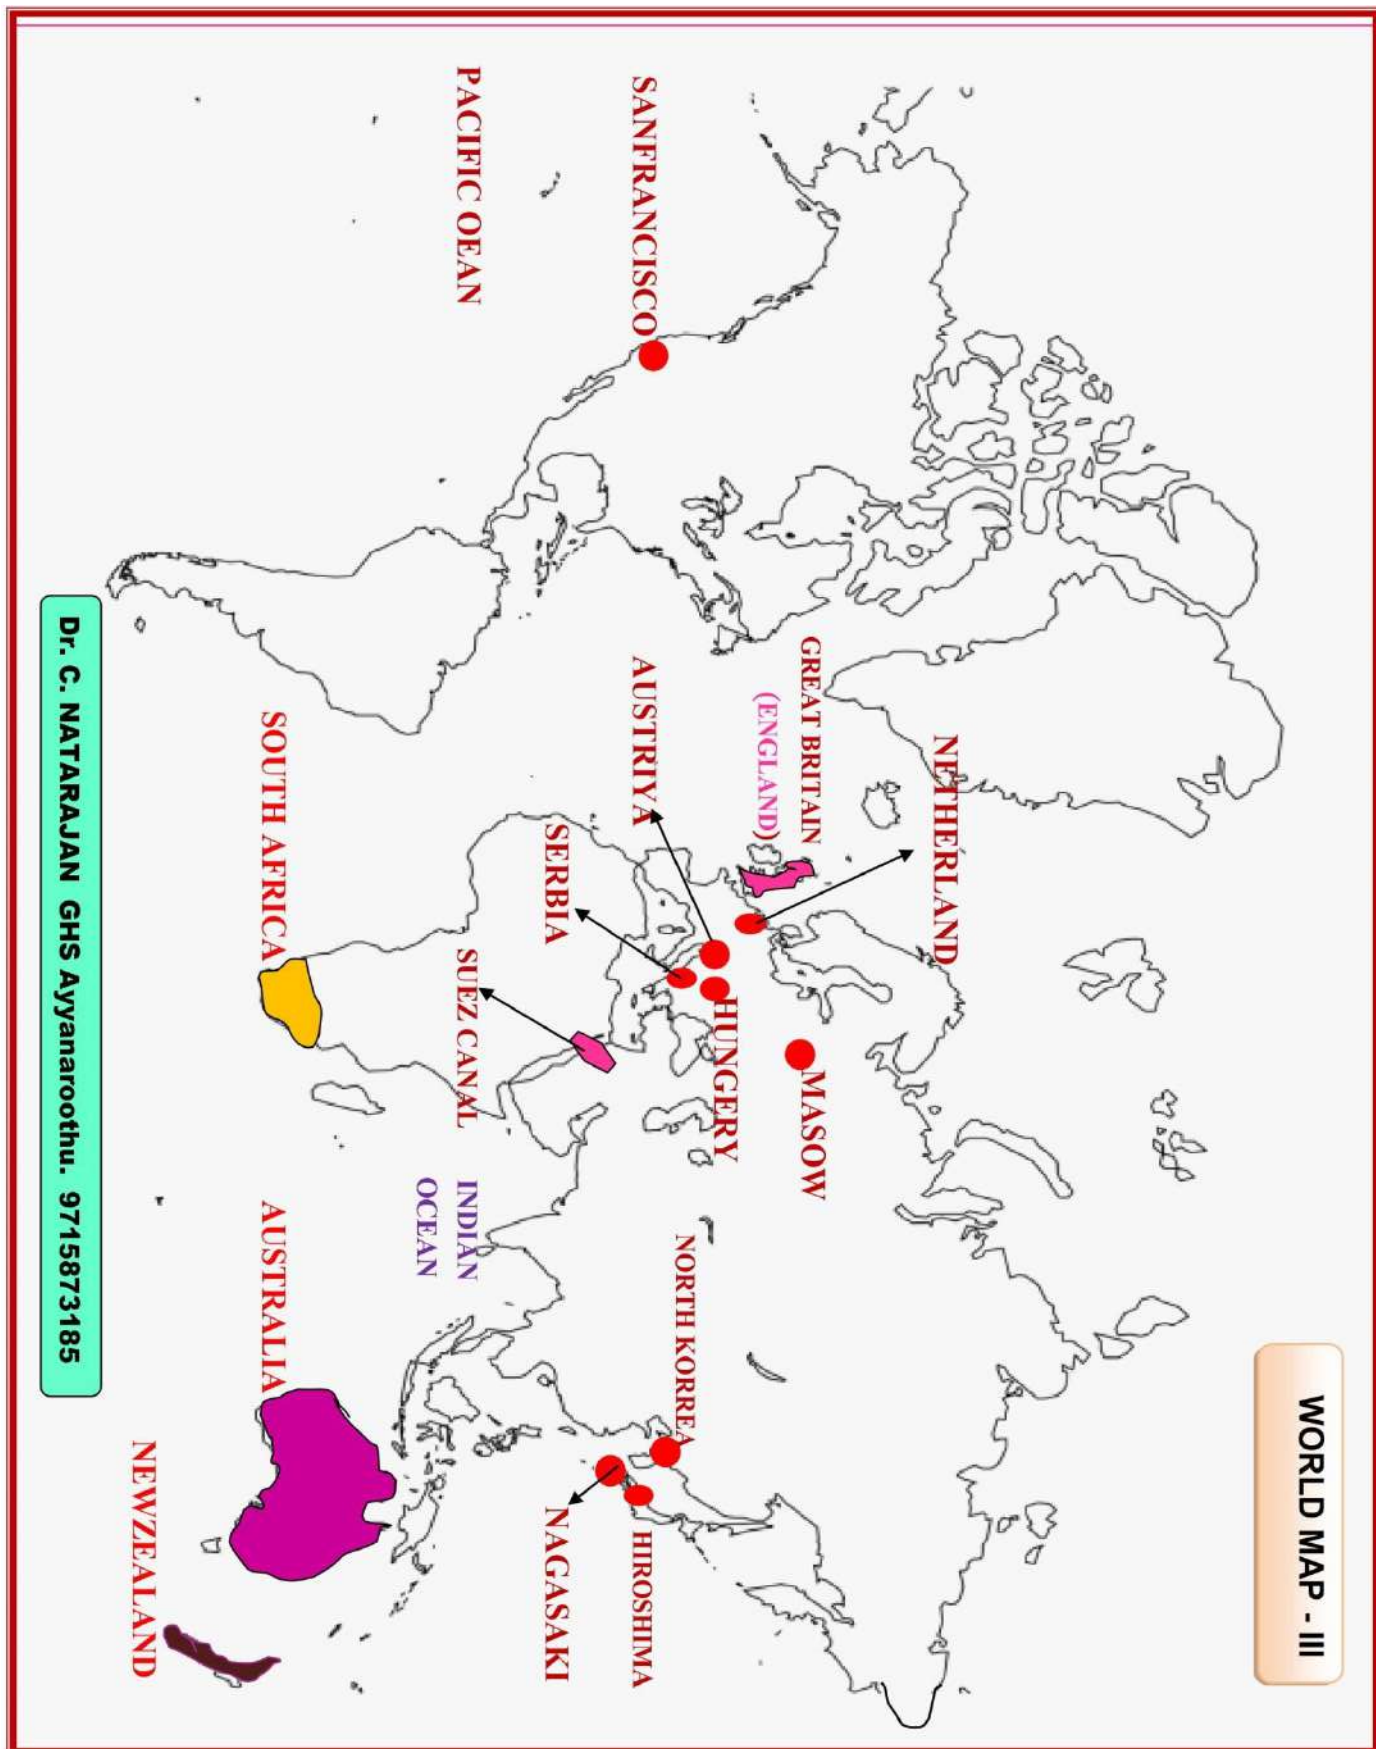 WORLD MAP - III
NETHERLAND
GREAT BRITAIN
(ENGLAND)
MASOW
HUNGERY
AUSTRIYA
SERBIA
SUEZ CANAL
SANFRANCISCO
PACIFIC OEAN
NORTH KORREA
HIROSHIMA
NAGASAKI
INDIAN
OCEAN
SOUTH AFRICA
AUSTRALIA
NEWZEALAND
Dr. C. NATARAJAN GHS Ayyanaroothu. 9715873185